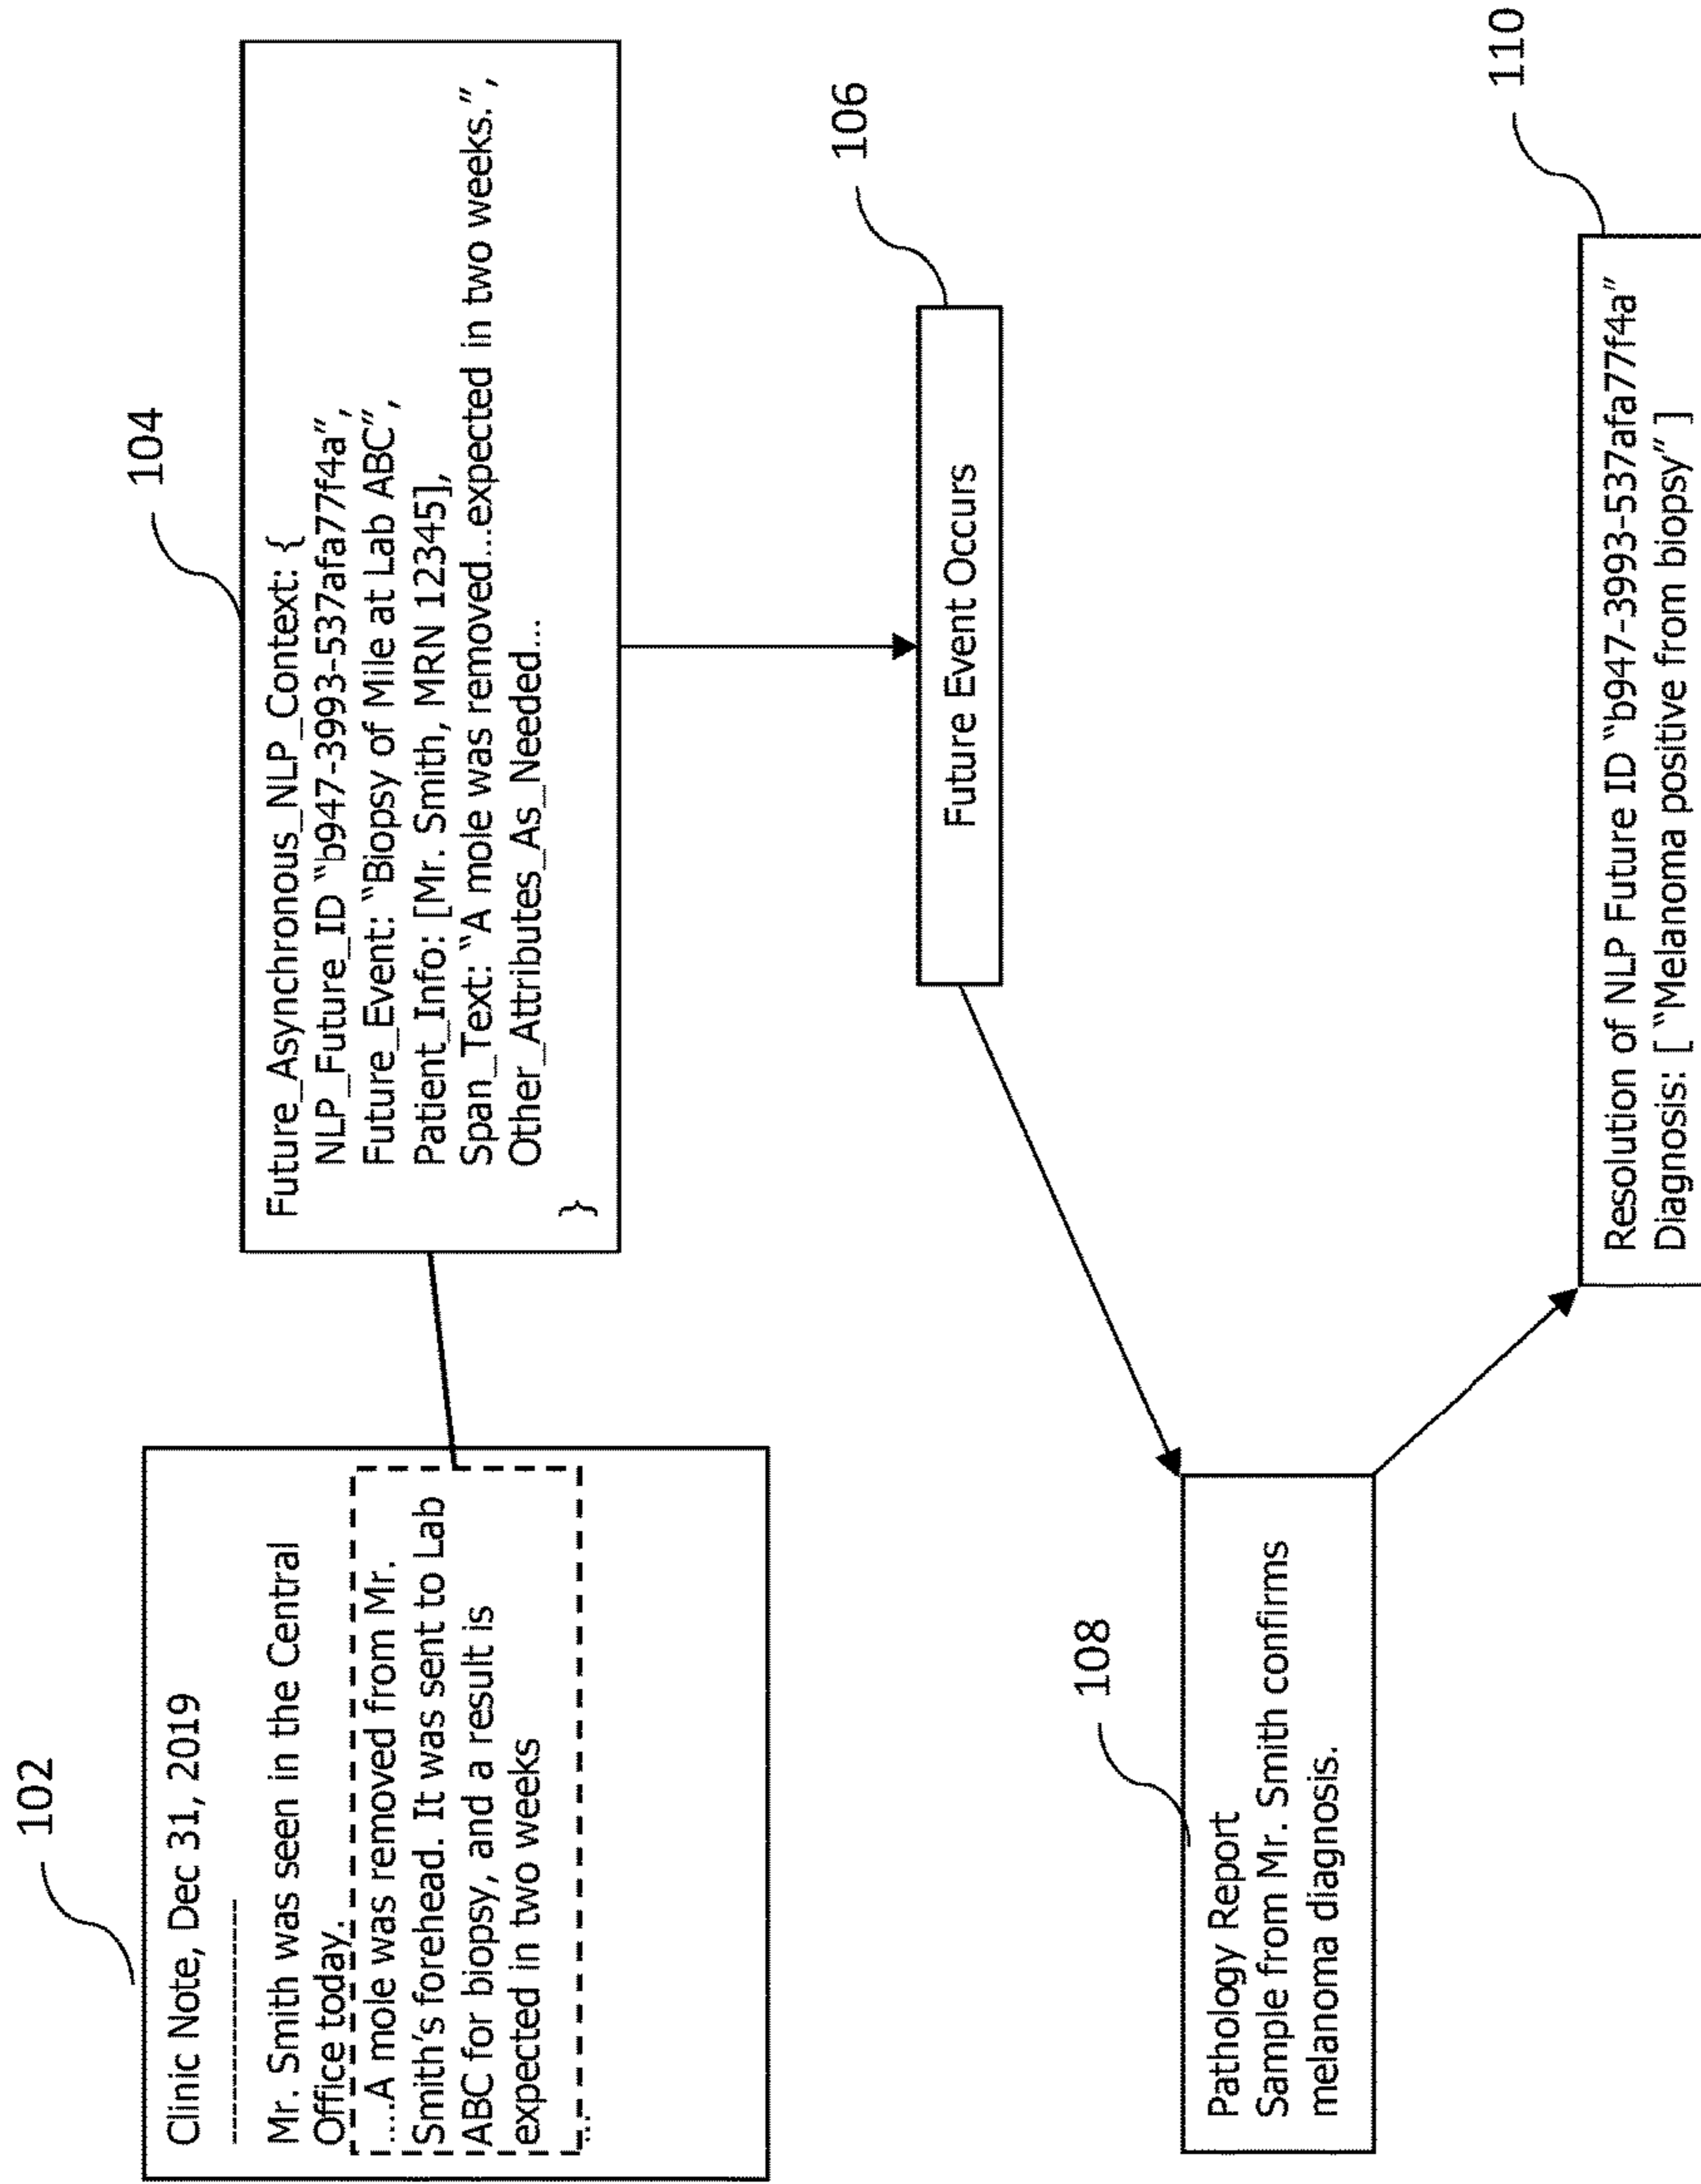 102
Clinic Note, Dec 31, 2019
--------------
Mr. Smith was seen in the Central
Office today.
....A mole was removed from Mr.
Smith's forehead. It was sent to Lab
ABC for biopsy, and a result is
expected in two weeks
...
104
Future_Asynchronous_NLP_Context: {
NLP_Future_ID “b947-3993-537afa77f4a”,
Future_Event: “Biopsy of Mile at Lab ABC”,
Patient_Info: [Mr. Smith, MRN 12345],
Span_Text: “A mole was removed...expected in two weeks.”,
Other_Attributes_As_Needed...
}
106
Future Event Occurs
108
Pathology Report
Sample from Mr. Smith confirms
melanoma diagnosis.
110
Resolution of NLP Future ID “b947-3993-537afa77f4a”
Diagnosis: [ “Melanoma positive from biopsy” ]